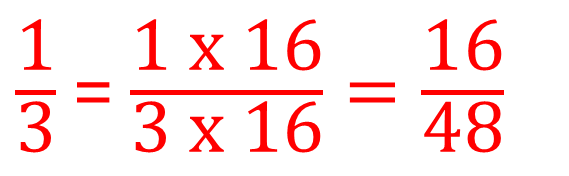 1/3 = (1 x 16)/(3 x 16) = 16/48